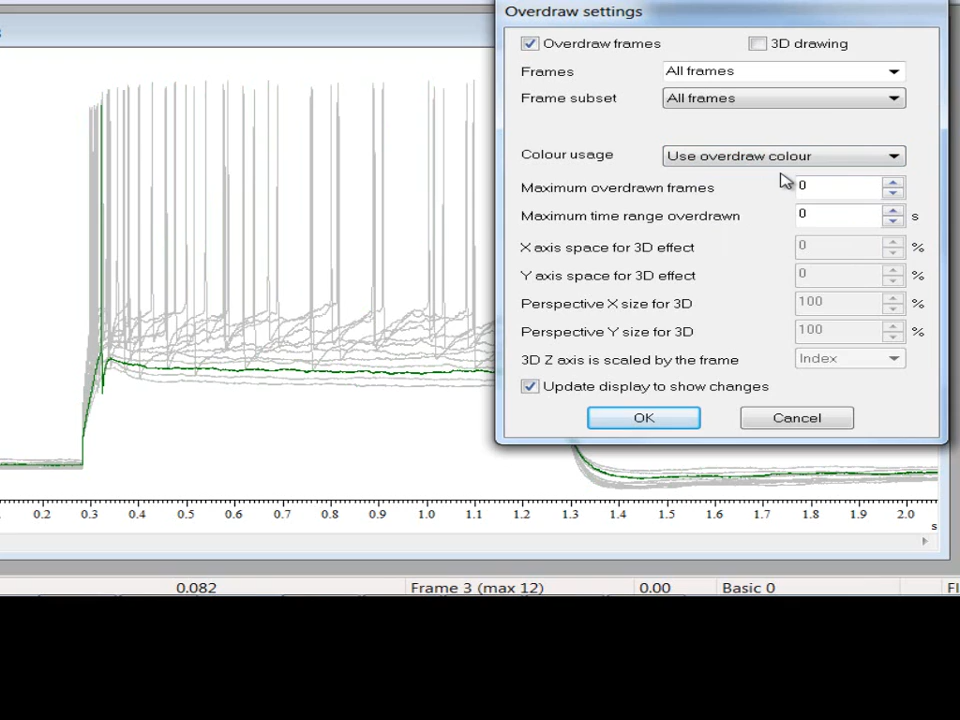 Overdraw settings
Overdraw frames 3D drawing
Frames All frames
Frame subset All frames
Colour usage Use overdraw colour
Maximum overdrawn frames 0
Maximum time range overdrawn 0 s
X axis space for 3D effect 0 %
Y axis space for 3D effect 0 %
Perspective X size for 3D 100 %
Perspective Y size for 3D 100 %
3D Z axis is scaled by the frame Index
Update display to show changes
OK Cancel
0.2 0.3 0.4 0.5 0.6 0.7 0.8 0.9 1.0 1.1 1.2 1.3 1.4 1.5 1.6 1.7 1.8 1.9 2.0
s
0.082 Frame 3 (max 12) 0.00 Basic 0